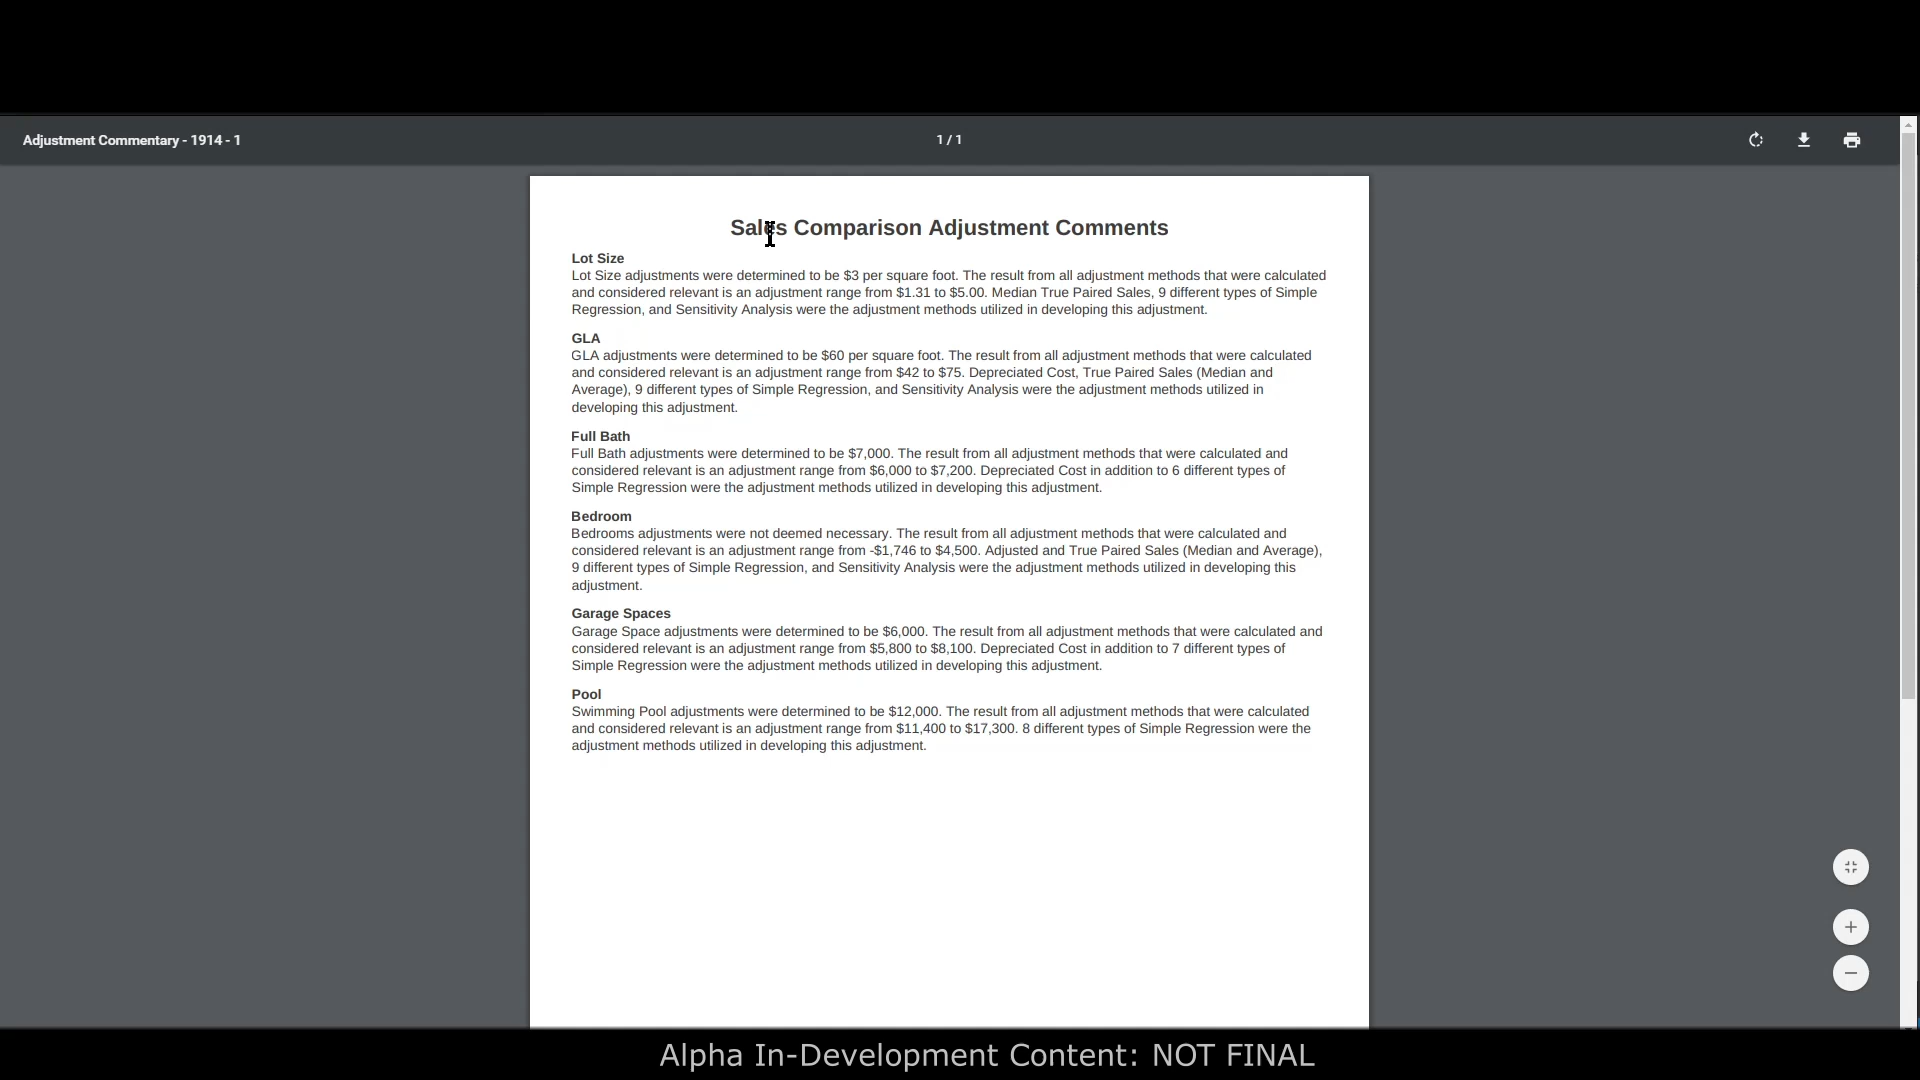 Adjustment Commentary - 1914 - 1
1 / 1
Sales Comparison Adjustment Comments
Lot Size
Lot Size adjustments were determined to be $3 per square foot. The result from all adjustment methods that were calculated
and considered relevant is an adjustment range from $1.31 to $5.00. Median True Paired Sales, 9 different types of Simple
Regression, and Sensitivity Analysis were the adjustment methods utilized in developing this adjustment.
GLA
GLA adjustments were determined to be $60 per square foot. The result from all adjustment methods that were calculated
and considered relevant is an adjustment range from $42 to $75. Depreciated Cost, True Paired Sales (Median and
Average), 9 different types of Simple Regression, and Sensitivity Analysis were the adjustment methods utilized in
developing this adjustment.
Full Bath
Full Bath adjustments were determined to be $7,000. The result from all adjustment methods that were calculated and
considered relevant is an adjustment range from $6,000 to $7,200. Depreciated Cost in addition to 6 different types of
Simple Regression were the adjustment methods utilized in developing this adjustment.
Bedroom
Bedrooms adjustments were not deemed necessary. The result from all adjustment methods that were calculated and
considered relevant is an adjustment range from -$1,746 to $4,500. Adjusted and True Paired Sales (Median and Average),
9 different types of Simple Regression, and Sensitivity Analysis were the adjustment methods utilized in developing this
adjustment.
Garage Spaces
Garage Space adjustments were determined to be $6,000. The result from all adjustment methods that were calculated and
considered relevant is an adjustment range from $5,800 to $8,100. Depreciated Cost in addition to 7 different types of
Simple Regression were the adjustment methods utilized in developing this adjustment.
Pool
Swimming Pool adjustments were determined to be $12,000. The result from all adjustment methods that were calculated
and considered relevant is an adjustment range from $11,400 to $17,300. 8 different types of Simple Regression were the
adjustment methods utilized in developing this adjustment.
Alpha In-Development Content: NOT FINAL